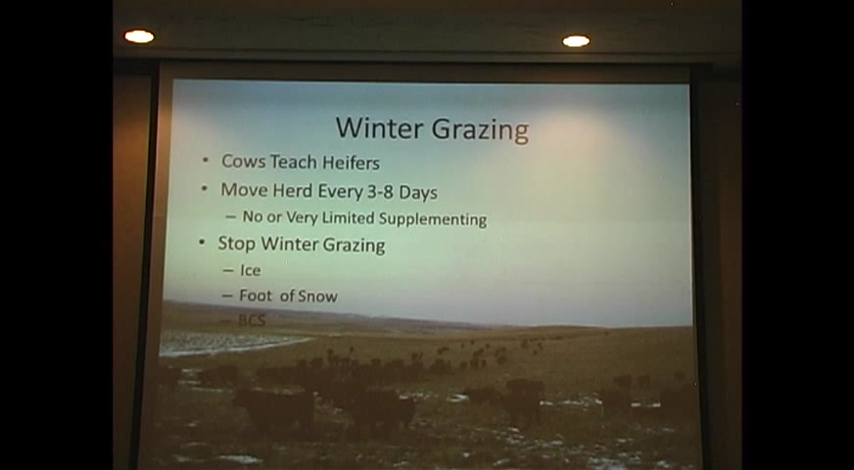 Winter Grazing
• Cows Teach Heifers
• Move Herd Every 3-8 Days
– No or Very Limited Supplementing
• Stop Winter Grazing
– Ice
– Foot of Snow
– BCS